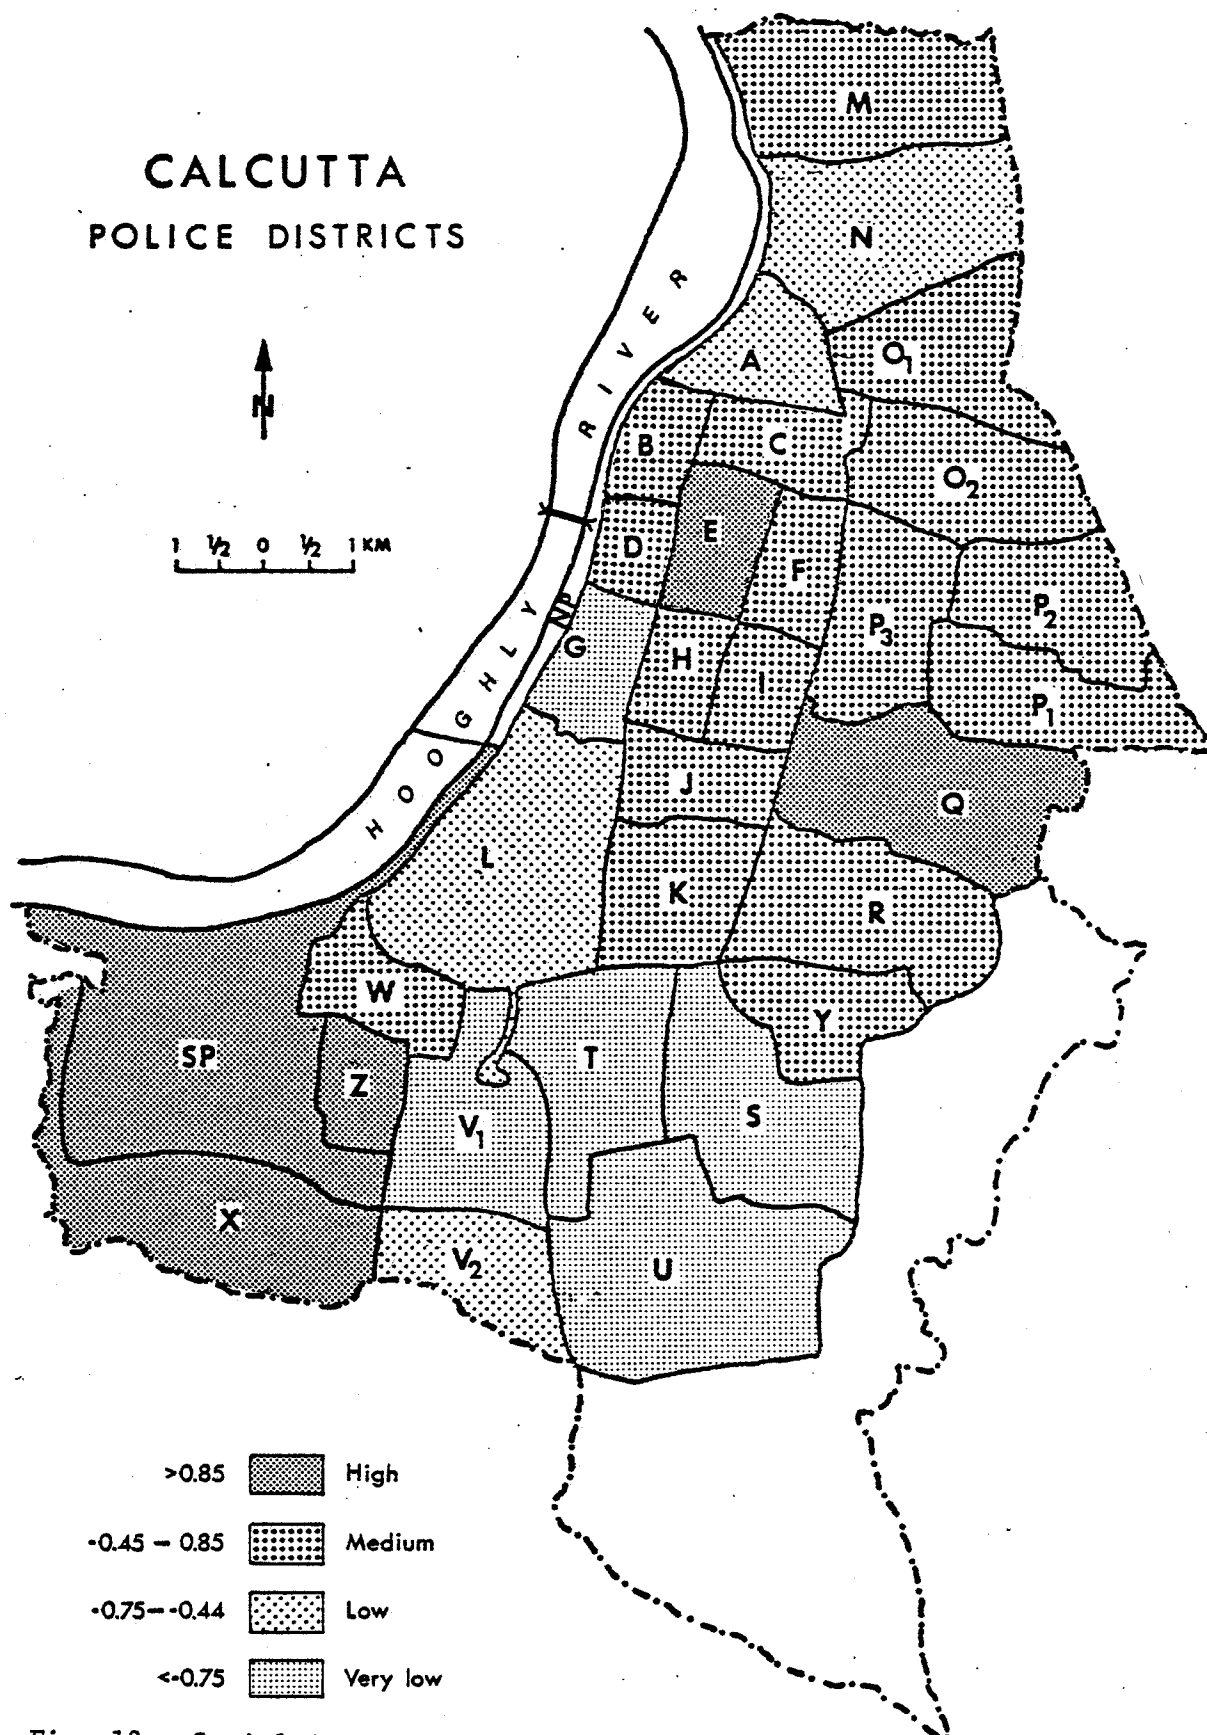 CALCUTTA
POLICE DISTRICTS
N
1 ½ 0 ½ 1 KM
HOOGHLY RIVER
M
N
A
O1
B
C
O2
E
D
F
NP
P2
P3
G
H
I
P1
J
Q
L
K
R
W
Y
SP
T
Z
S
V1
X
V2
U
>0.85 High
-0.45 – 0.85 Medium
-0.75–-0.44 Low
<-0.75 Very low